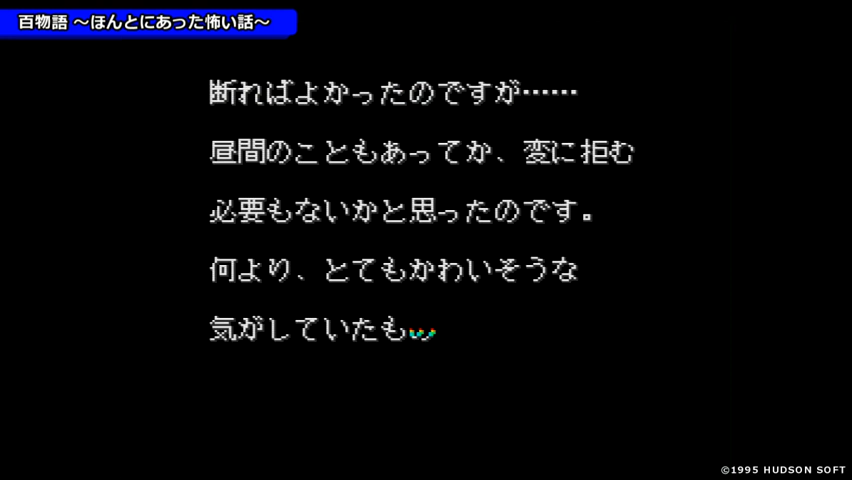 百物語 ～ほんとにあった怖い話～
断ればよかったのですが……
昼間のこともあってか、変に拒む
必要もないかと思ったのです。
何より、とてもかわいそうな
気がしていたも
©1995 HUDSON SOFT